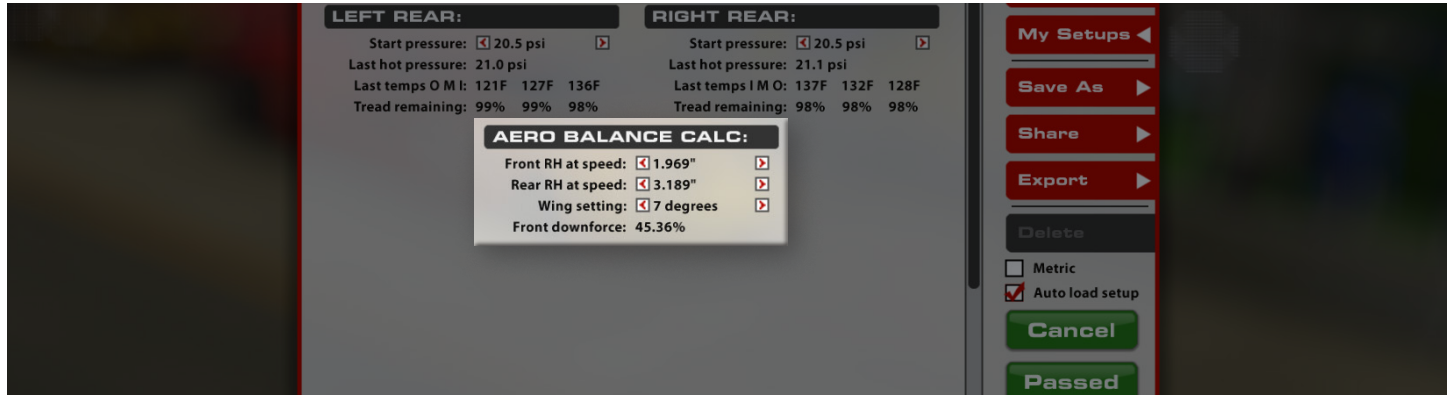 LEFT REAR:
Start pressure: 20.5 psi
Last hot pressure: 21.0 psi
Last temps O M I: 121F 127F 136F
Tread remaining: 99% 99% 98%
RIGHT REAR:
Start pressure: 20.5 psi
Last hot pressure: 21.1 psi
Last temps I M O: 137F 132F 128F
Tread remaining: 98% 98% 98%
AERO BALANCE CALC:
Front RH at speed: 1.969"
Rear RH at speed: 3.189"
Wing setting: 7 degrees
Front downforce: 45.36%
My Setups
Save As
Share
Export
Delete
Metric
Auto load setup
Cancel
Passed